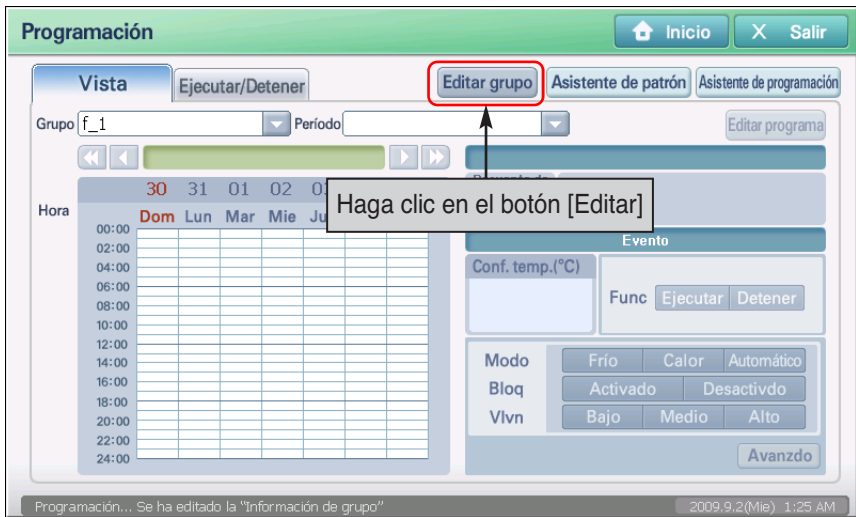 Programación
Inicio
X Salir
Vista
Ejecutar/Detener
Editar grupo
Asistente de patrón
Asistente de programación
Grupo f_1
Período
Editar programa
30 31 01 02
Hora
Dom Lun Mar Mie
Haga clic en el botón [Editar]
00:00
02:00
04:00
06:00
08:00
10:00
12:00
14:00
16:00
18:00
20:00
22:00
24:00
Evento
Conf. temp.(°C)
Func Ejecutar Detener
Modo Frío Calor Automático
Bloq Activado Desactivdo
Vlvn Bajo Medio Alto
Avanzdo
Programación... Se ha editado la "Información de grupo"
2009.9.2(Mie) 1:25 AM